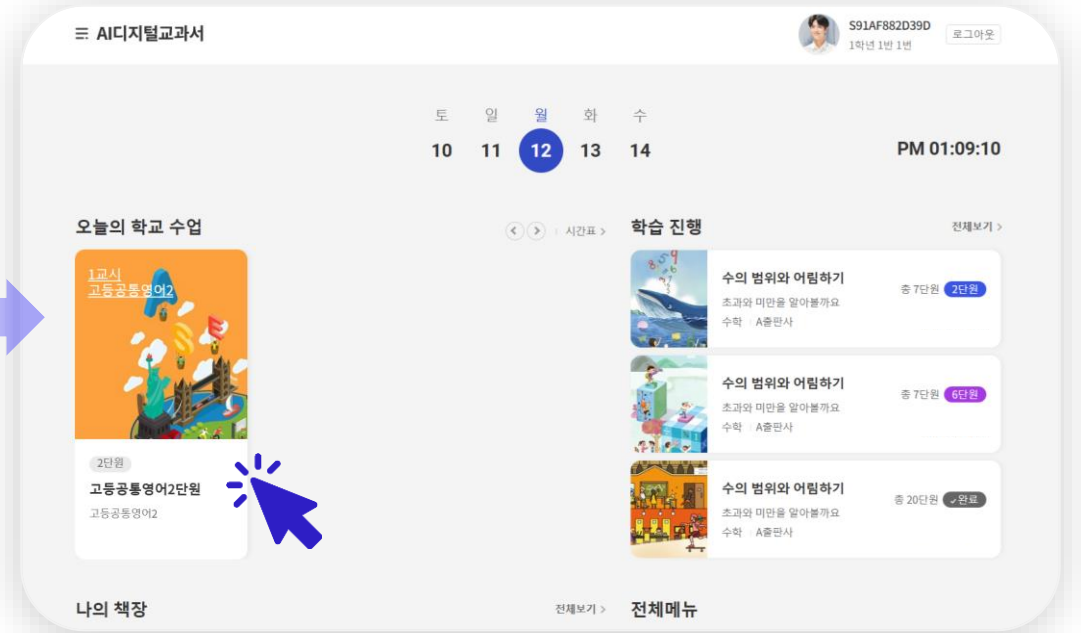 AI디지털교과서
S91AF882D39D
1학년 1반 1번
로그아웃
토 일 월 화 수
10 11 12 13 14
PM 01:09:10
오늘의 학교 수업
시간표
1교시
고등공통영어2
2단원
고등공통영어2단원
고등공통영어2
학습 진행
전체보기
수의 범위와 어림하기
초과와 미만을 알아볼까요
수학 A출판사
총 7단원 2단원
수의 범위와 어림하기
초과와 미만을 알아볼까요
수학 A출판사
총 7단원 6단원
수의 범위와 어림하기
초과와 미만을 알아볼까요
수학 A출판사
총 20단원 완료
나의 책장
전체보기
전체메뉴